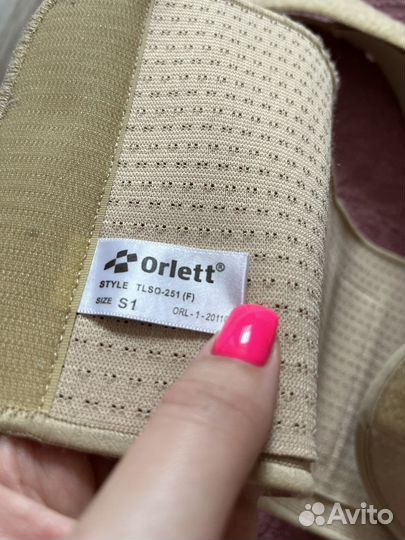 Orlett®
STYLE TLSO-251 (F)
SIZE S1
ORL-1-2011
Avito